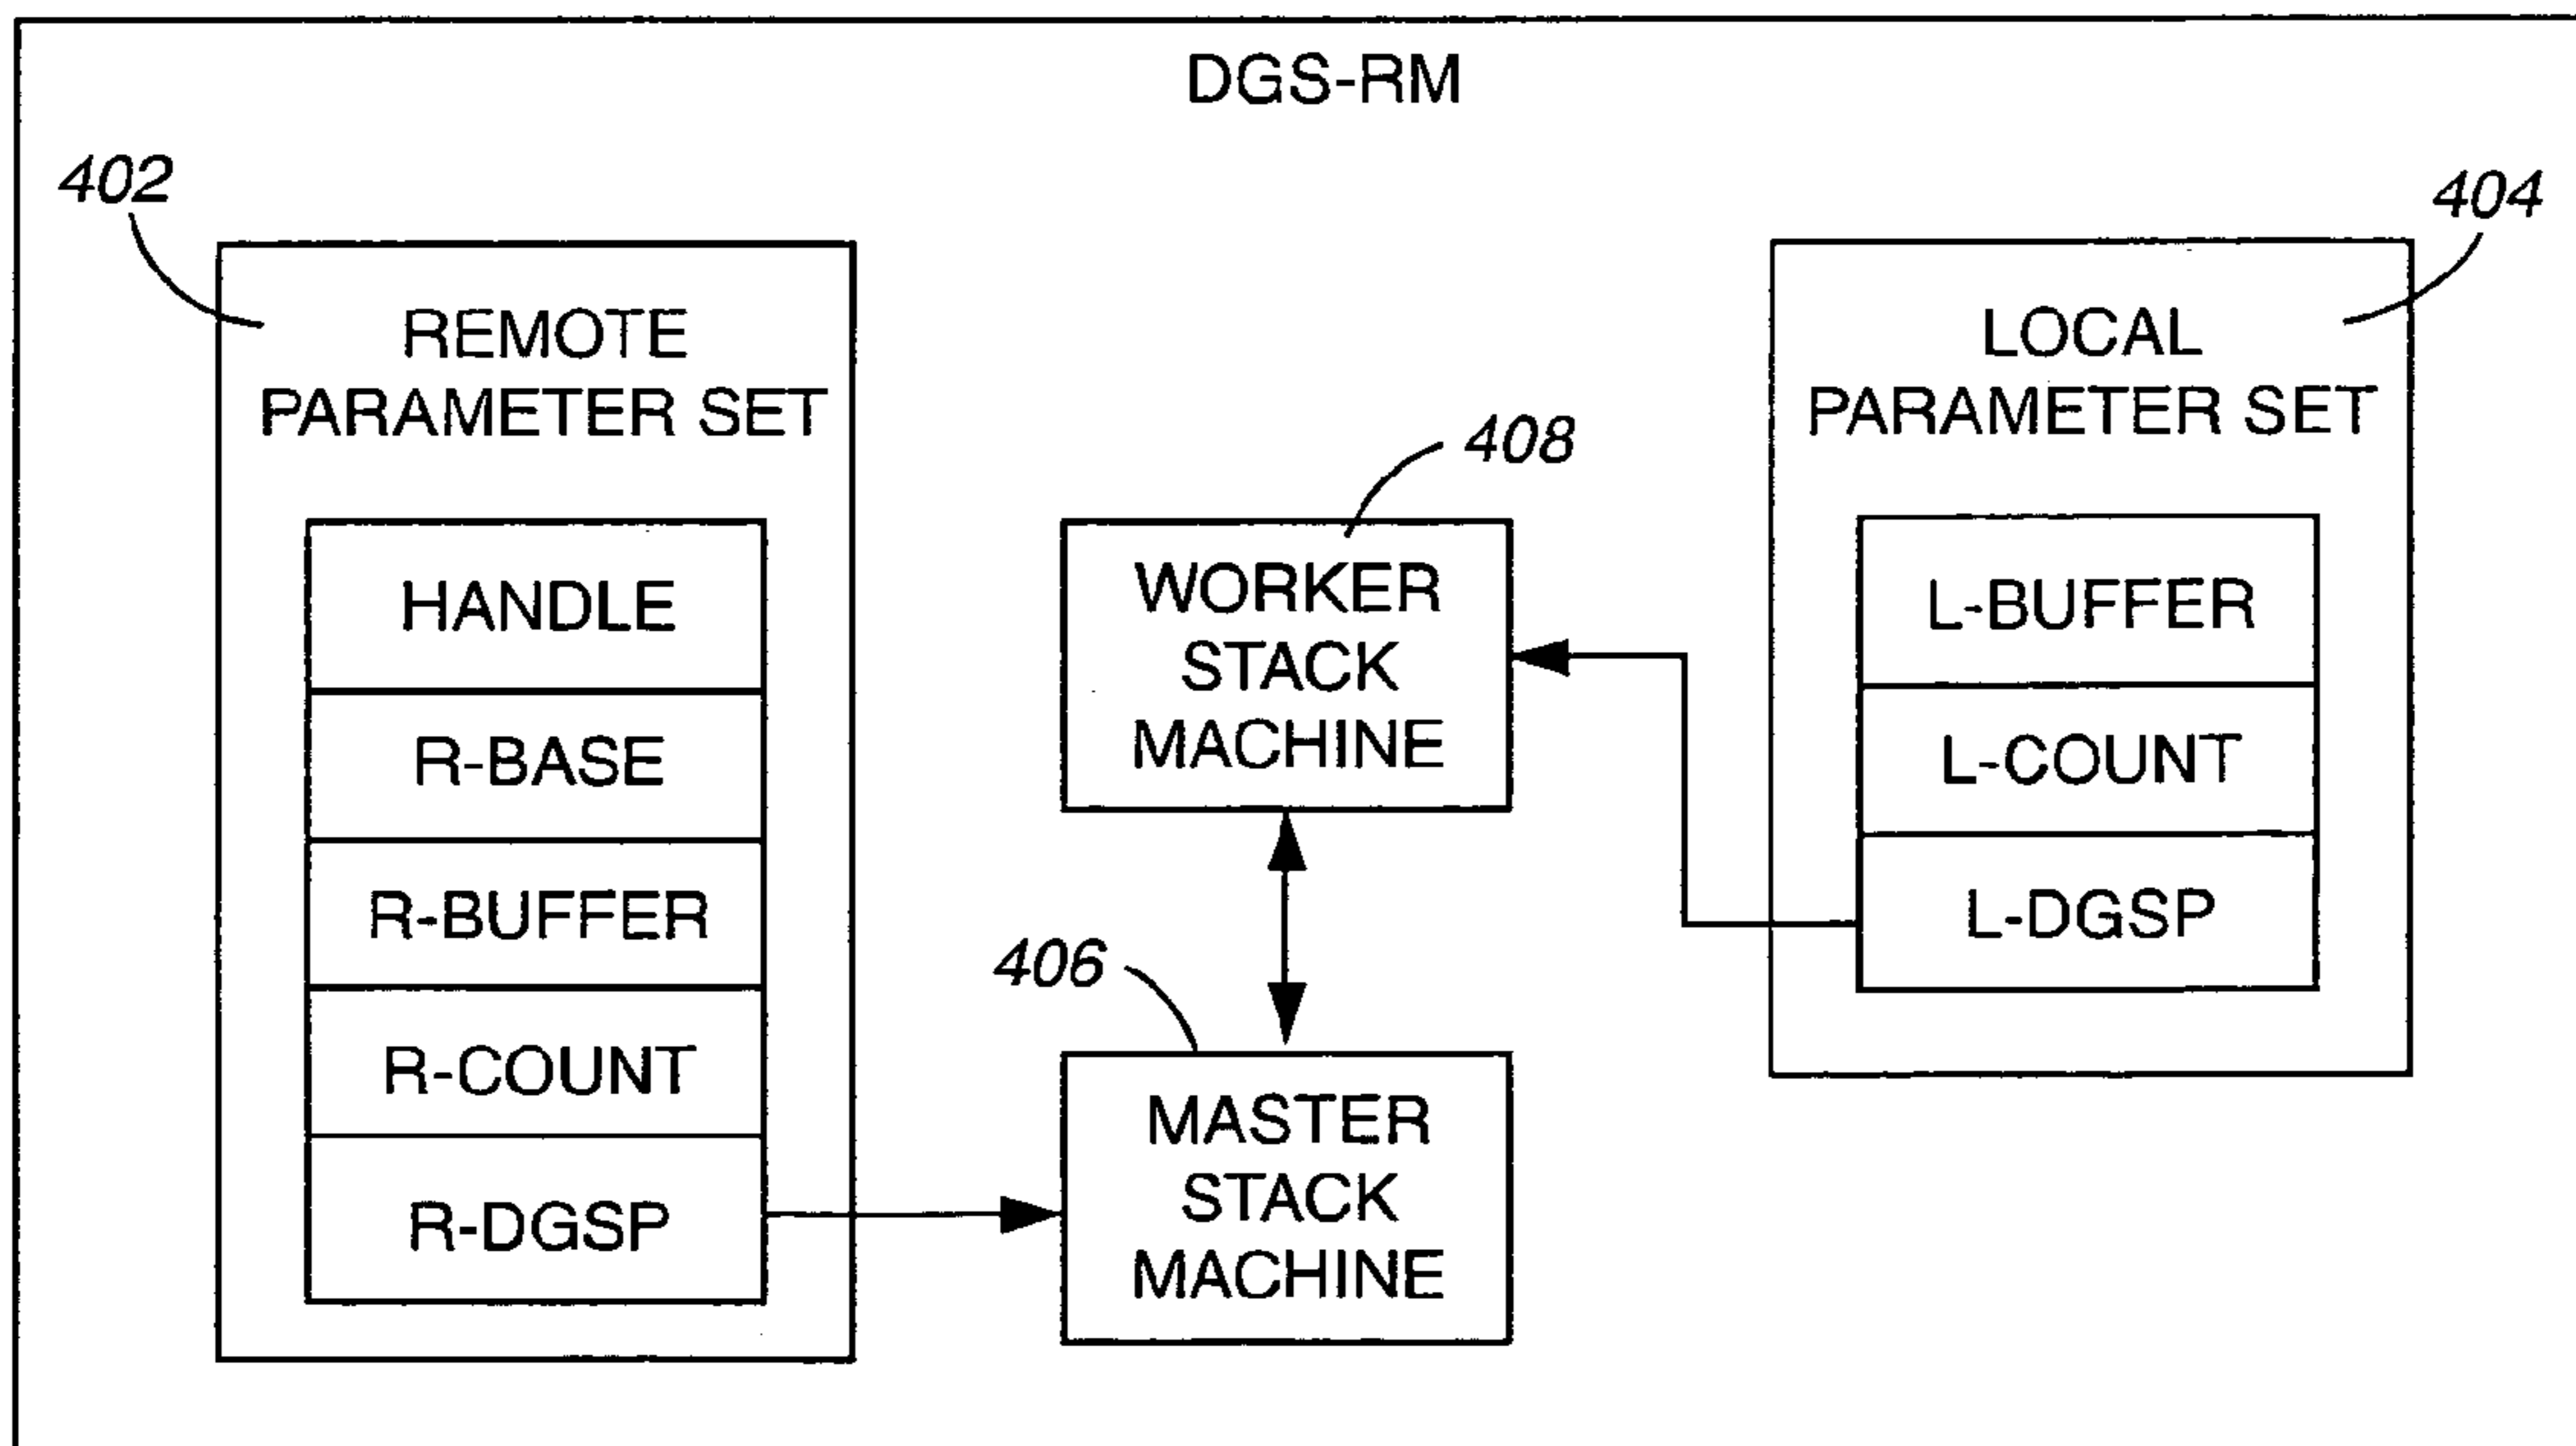 DGS-RM
402
REMOTE
PARAMETER SET
HANDLE
R-BASE
R-BUFFER
R-COUNT
R-DGSP
408
WORKER
STACK
MACHINE
406
MASTER
STACK
MACHINE
404
LOCAL
PARAMETER SET
L-BUFFER
L-COUNT
L-DGSP